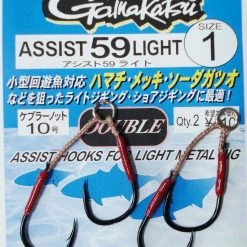 Gamakatsu
SIZE
1
ASSIST 59 LIGHT
アシスト59 ライト
小型回遊魚対応 ハマチ・メッキ・ソーダガツオ
などを狙ったライトジギング・ショアジギングに最適!
ケブラーノット
10号
DOUBLE
Qty.2
ASSIST HOOKS FOR LIGHT METAL JIG